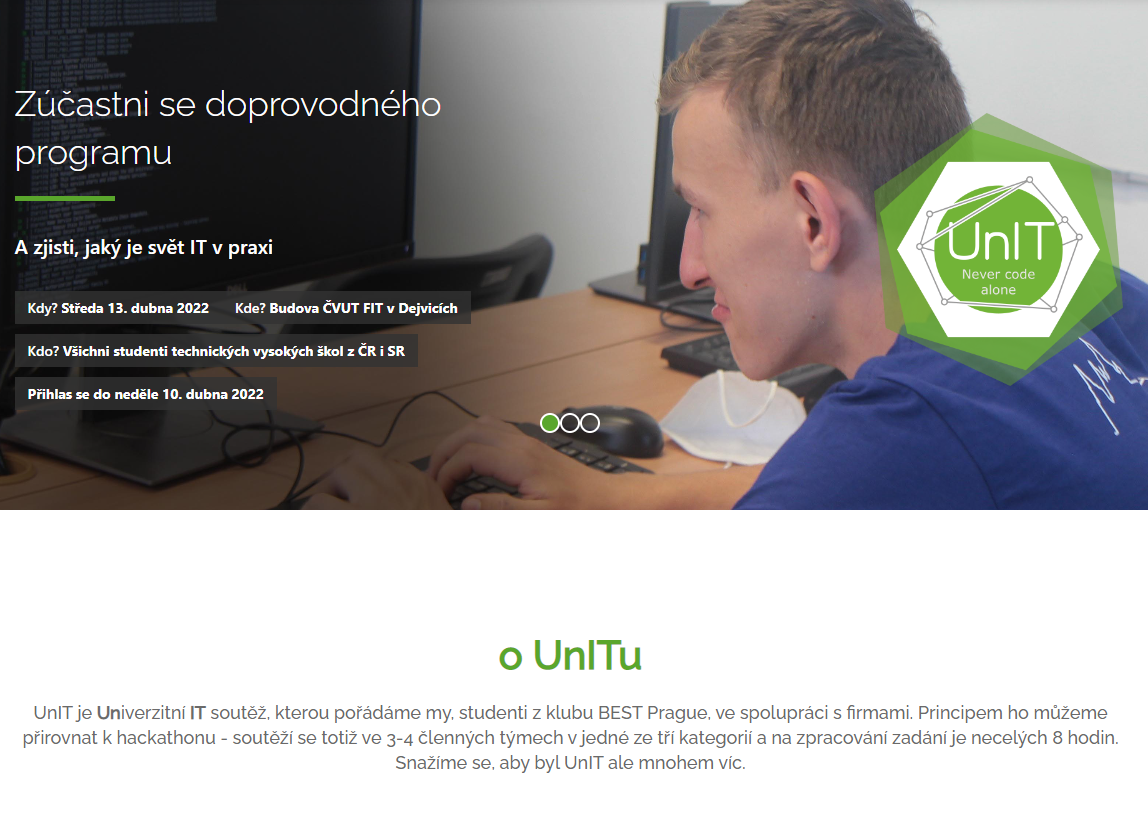 Zúčastni se doprovodného
programu
A zjisti, jaký je svět IT v praxi
Kdy? Středa 13. dubna 2022
Kde? Budova ČVUT FIT v Dejvicích
Kdo? Všichni studenti technických vysokých škol z ČR i SR
Přihlas se do neděle 10. dubna 2022
UnIT
Never code
alone
o UnITu
UnIT je Univerzitní IT soutěž, kterou pořádáme my, studenti z klubu BEST Prague, ve spolupráci s firmami. Principem ho můžeme
přirovnat k hackathonu - soutěží se totiž ve 3-4 členných týmech v jedné ze tří kategorií a na zpracování zadání je necelých 8 hodin.
Snažíme se, aby byl UnIT ale mnohem víc.